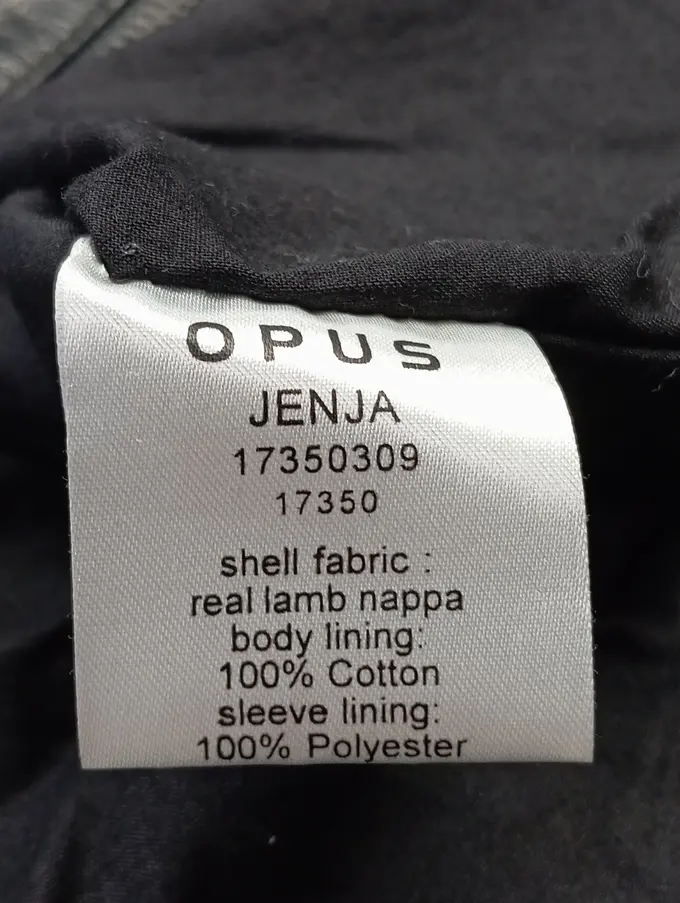 OPUS
JENJA
17350309
17350
shell fabric :
real lamb nappa
body lining:
100% Cotton
sleeve lining:
100% Polyester